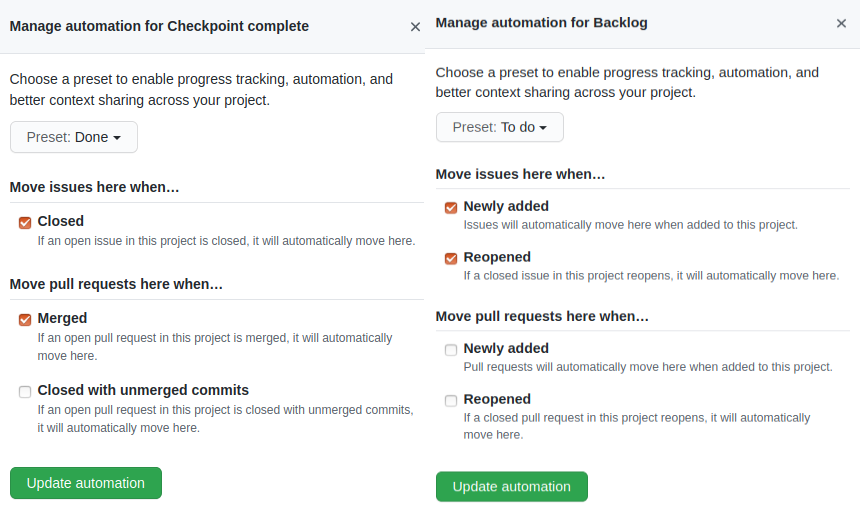 Manage automation for Checkpoint complete
Choose a preset to enable progress tracking, automation, and
better context sharing across your project.
Preset: Done
Move issues here when…
Closed
If an open issue in this project is closed, it will automatically move here.
Move pull requests here when…
Merged
If an open pull request in this project is merged, it will automatically
move here.
Closed with unmerged commits
If an open pull request in this project is closed with unmerged commits,
it will automatically move here.
Update automation
Manage automation for Backlog
Choose a preset to enable progress tracking, automation, and
better context sharing across your project.
Preset: To do
Move issues here when…
Newly added
Issues will automatically move here when added to this project.
Reopened
If a closed issue in this project reopens, it will automatically move here.
Move pull requests here when…
Newly added
Pull requests will automatically move here when added to this project.
Reopened
If a closed pull request in this project reopens, it will automatically
move here.
Update automation